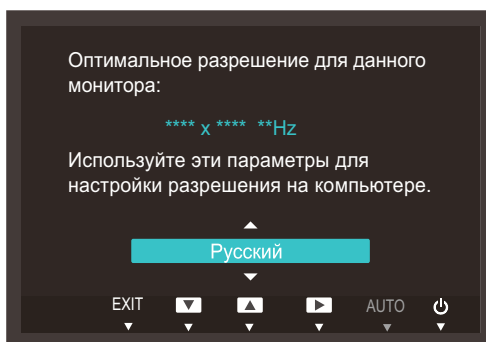 Оптимальное разрешение для данного
монитора:
**** x **** **Hz
Используйте эти параметры для
настройки разрешения на компьютере.
Русский
EXIT AUTO